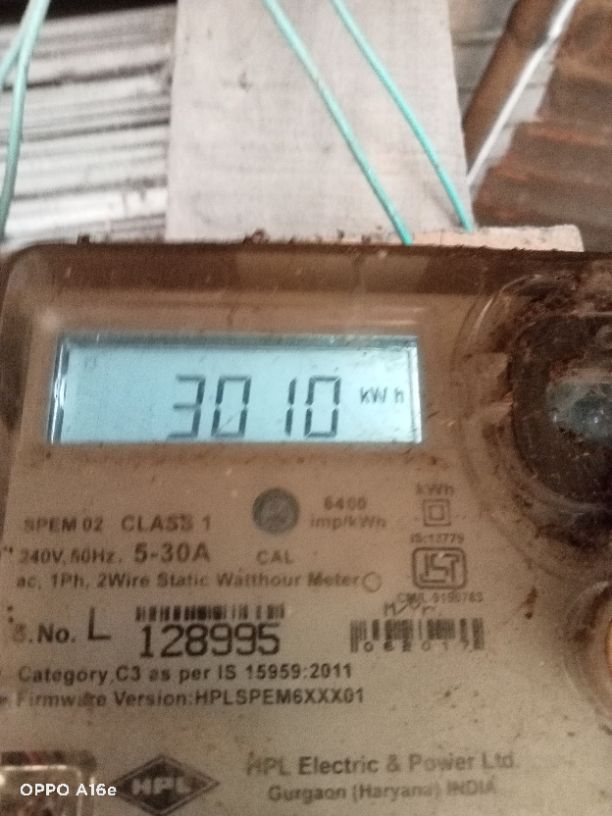 3010 kWh
SPEM 02 CLASS 1
6400 imp/kWh
kWh
240V, 50Hz. 5-30A
CAL
IS:13779
ac, 1Ph, 2Wire Static Watthour Meter
M/Yr.
S.No. L 128995
062017
Category C3 as per IS 15959:2011
Firmware Version:HPLSPEM6XXX01
HPL
HPL Electric & Power Ltd.
Gurgaon (Haryana) INDIA
OPPO A16e